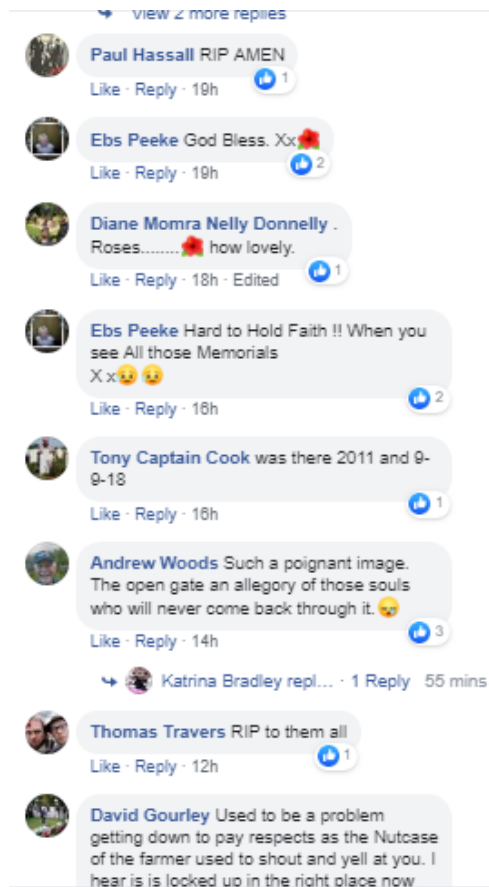 View 2 more replies
Paul Hassall RIP AMEN
1
Like · Reply · 19h
Ebs Peeke God Bless. Xx🌺
2
Like · Reply · 19h
Diane Momra Nelly Donnelly .
Roses........🌺 how lovely.
1
Like · Reply · 18h · Edited
Ebs Peeke Hard to Hold Faith !! When you
see All those Memorials
X x😥 😥
2
Like · Reply · 16h
Tony Captain Cook was there 2011 and 9-
9-18
1
Like · Reply · 16h
Andrew Woods Such a poignant image.
The open gate an allegory of those souls
who will never come back through it. 😪
3
Like · Reply · 14h
Katrina Bradley repl... · 1 Reply 55 mins
Thomas Travers RIP to them all
1
Like · Reply · 12h
David Gourley Used to be a problem
getting down to pay respects as the Nutcase
of the farmer used to shout and yell at you. I
hear is is locked up in the right place now